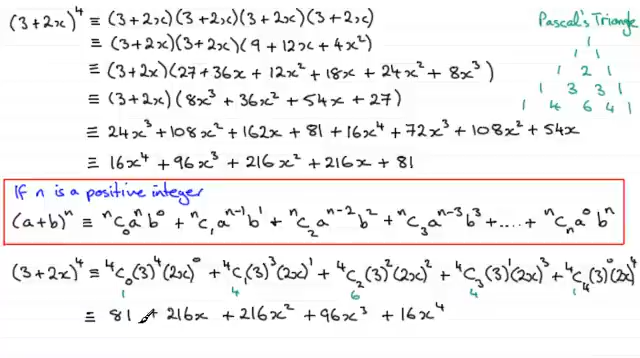 (3+2x)⁴ ≡ (3+2x)(3+2x)(3+2x)(3+2x)
≡ (3+2x)(3+2x)(9 + 12x + 4x²)
≡ (3+2x)(27 + 36x + 12x² + 18x + 24x² + 8x³)
≡ (3+2x)(8x³ + 36x² + 54x + 27)
≡ 24x³ + 108x² + 162x + 81 + 16x⁴ + 72x³ + 108x² + 54x
≡ 16x⁴ + 96x³ + 216x² + 216x + 81
Pascal's Triangle
1
1 1
1 2 1
1 3 3 1
1 4 6 4 1
If n is a positive integer
(a+b)ⁿ ≡ ⁿC₀aⁿb⁰ + ⁿC₁aⁿ⁻¹b¹ + ⁿC₂aⁿ⁻²b² + ⁿC₃aⁿ⁻³b³ + .... + ⁿCₙa⁰bⁿ
(3+2x)⁴ ≡ ⁴C₀(3)⁴(2x)⁰ + ⁴C₁(3)³(2x)¹ + ⁴C₂(3)²(2x)² + ⁴C₃(3)¹(2x)³ + ⁴C₄(3)⁰(2x)⁴
1 4 6 4 1
≡ 81 + 216x + 216x² + 96x³ + 16x⁴